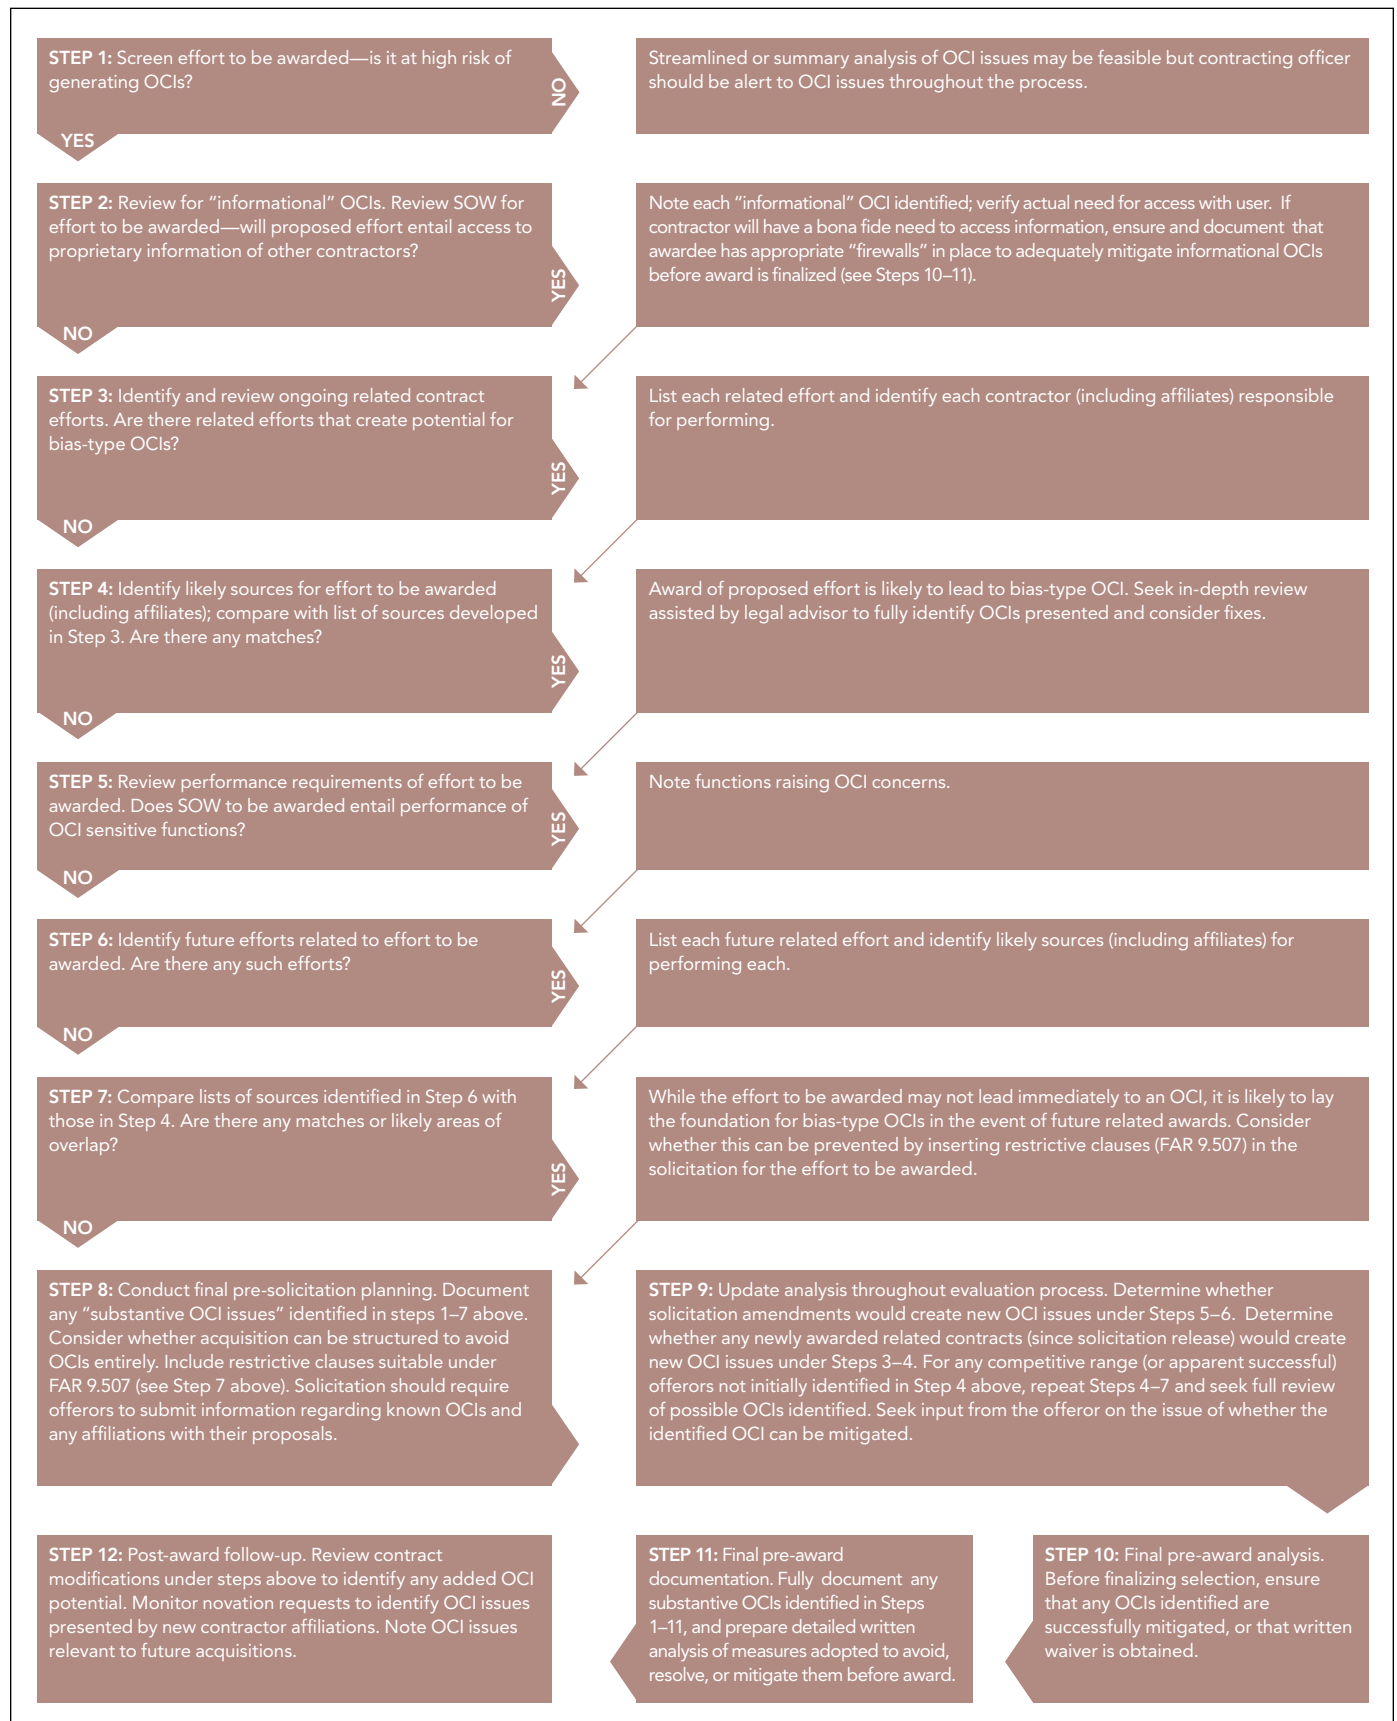 STEP 1: Screen effort to be awarded—is it at high risk of
generating OCIs?
NO
YES
Streamlined or summary analysis of OCI issues may be feasible but contracting officer
should be alert to OCI issues throughout the process.
STEP 2: Review for “informational” OCIs. Review SOW for
effort to be awarded—will proposed effort entail access to
proprietary information of other contractors?
YES
NO
Note each “informational” OCI identified; verify actual need for access with user. If
contractor will have a bona fide need to access information, ensure and document that
awardee has appropriate “firewalls” in place to adequately mitigate informational OCIs
before award is finalized (see Steps 10–11).
STEP 3: Identify and review ongoing related contract
efforts. Are there related efforts that create potential for
bias-type OCIs?
YES
NO
List each related effort and identify each contractor (including affiliates) responsible
for performing.
STEP 4: Identify likely sources for effort to be awarded
(including affiliates); compare with list of sources developed
in Step 3. Are there any matches?
YES
NO
Award of proposed effort is likely to lead to bias-type OCI. Seek in-depth review
assisted by legal advisor to fully identify OCIs presented and consider fixes.
STEP 5: Review performance requirements of effort to be
awarded. Does SOW to be awarded entail performance of
OCI sensitive functions?
YES
NO
Note functions raising OCI concerns.
STEP 6: Identify future efforts related to effort to be
awarded. Are there any such efforts?
YES
NO
List each future related effort and identify likely sources (including affiliates) for
performing each.
STEP 7: Compare lists of sources identified in Step 6 with
those in Step 4. Are there any matches or likely areas of
overlap?
YES
NO
While the effort to be awarded may not lead immediately to an OCI, it is likely to lay
the foundation for bias-type OCIs in the event of future related awards. Consider
whether this can be prevented by inserting restrictive clauses (FAR 9.507) in the
solicitation for the effort to be awarded.
STEP 8: Conduct final pre-solicitation planning. Document
any “substantive OCI issues” identified in steps 1–7 above.
Consider whether acquisition can be structured to avoid
OCIs entirely. Include restrictive clauses suitable under
FAR 9.507 (see Step 7 above). Solicitation should require
offerors to submit information regarding known OCIs and
any affiliations with their proposals.
STEP 9: Update analysis throughout evaluation process. Determine whether
solicitation amendments would create new OCI issues under Steps 5–6. Determine
whether any newly awarded related contracts (since solicitation release) would create
new OCI issues under Steps 3–4. For any competitive range (or apparent successful)
offerors not initially identified in Step 4 above, repeat Steps 4–7 and seek full review
of possible OCIs identified. Seek input from the offeror on the issue of whether the
identified OCI can be mitigated.
STEP 12: Post-award follow-up. Review contract
modifications under steps above to identify any added OCI
potential. Monitor novation requests to identify OCI issues
presented by new contractor affiliations. Note OCI issues
relevant to future acquisitions.
STEP 11: Final pre-award
documentation. Fully document any
substantive OCIs identified in Steps
1–11, and prepare detailed written
analysis of measures adopted to avoid,
resolve, or mitigate them before award.
STEP 10: Final pre-award analysis.
Before finalizing selection, ensure
that any OCIs identified are
successfully mitigated, or that written
waiver is obtained.